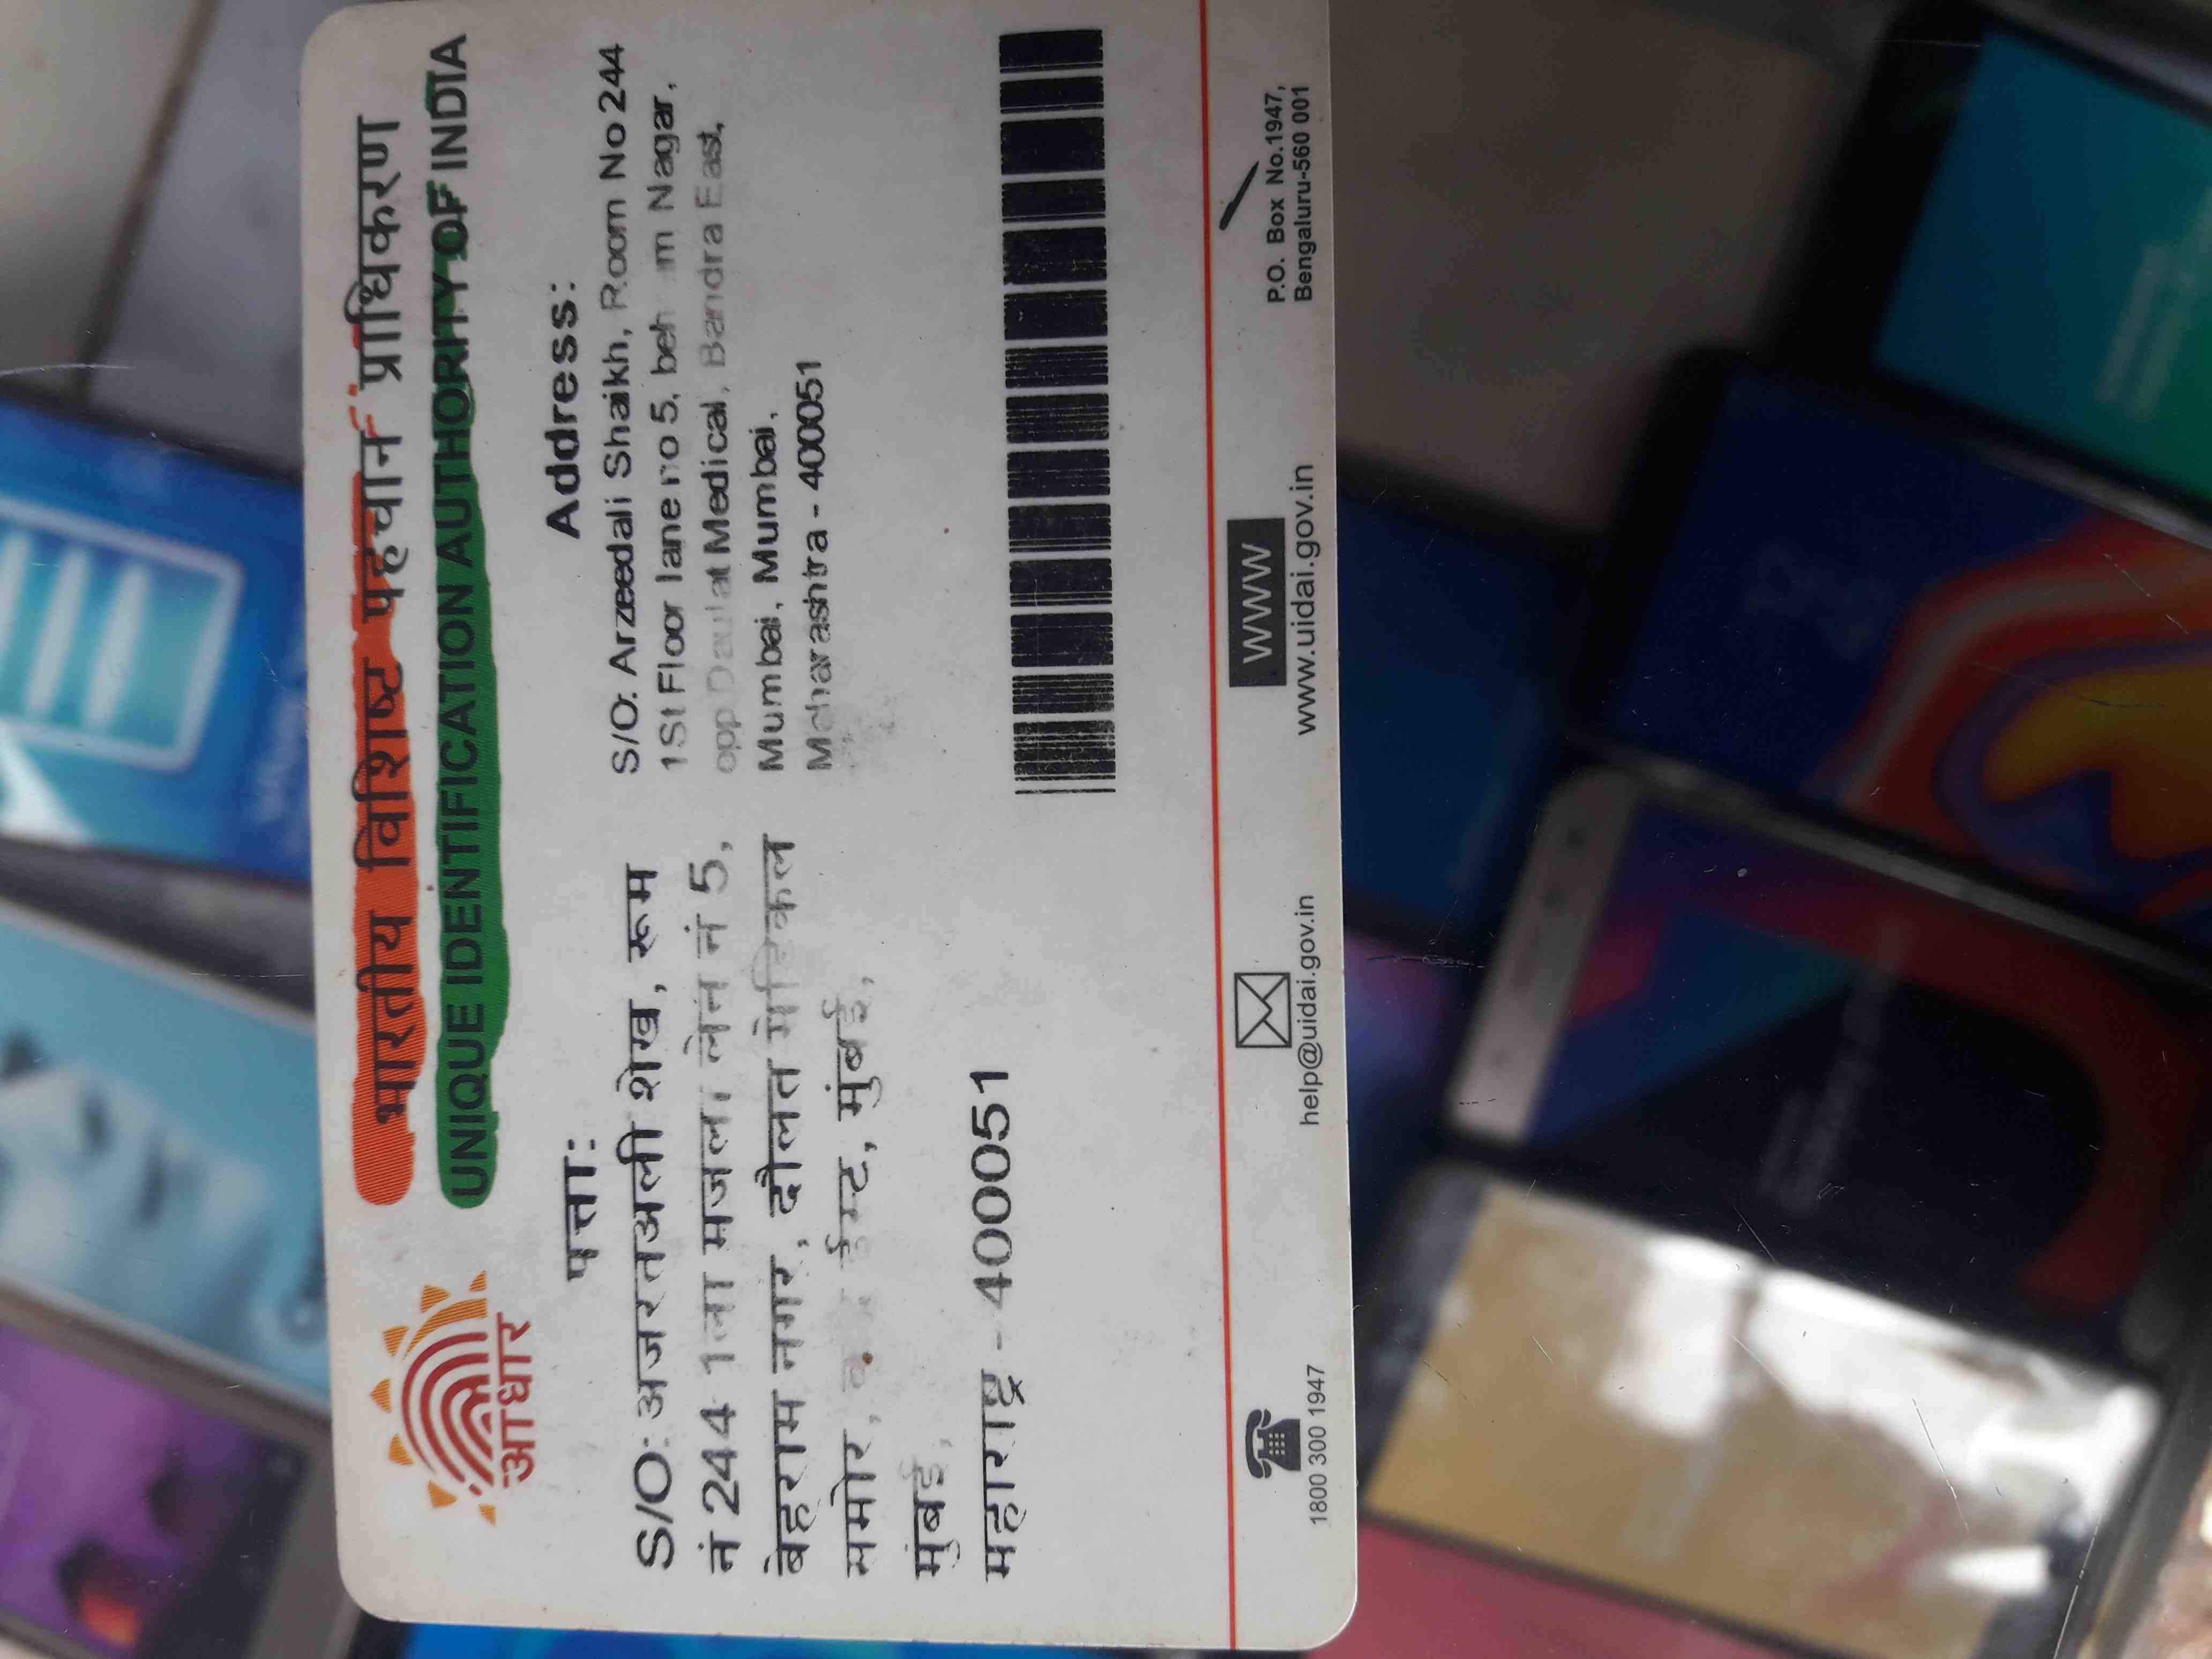 भारतीय विशिष्ट पहचान प्राधिकरण
UNIQUE IDENTIFICATION AUTHORITY OF INDIA
आधार
पत्ता:
S/O: अजरतअली शेख, रूम
नं 244 1ला मजला लेन नं 5,
बेहराम नगर, दौलत मेडिकल
समोर, ईस्ट, मुंबई,
मुंबई,
महाराष्ट्र - 400051
Address:
S/O: Arzeedali Shaikh, Room No 244
1St Floor lane no 5, Nagar,
opp Daulat Medical, Bandra East,
Mumbai, Mumbai,
Maharashtra - 400051
1800 300 1947
help@uidai.gov.in
WWW
www.uidai.gov.in
P.O. Box No.1947,
Bengaluru-560 001